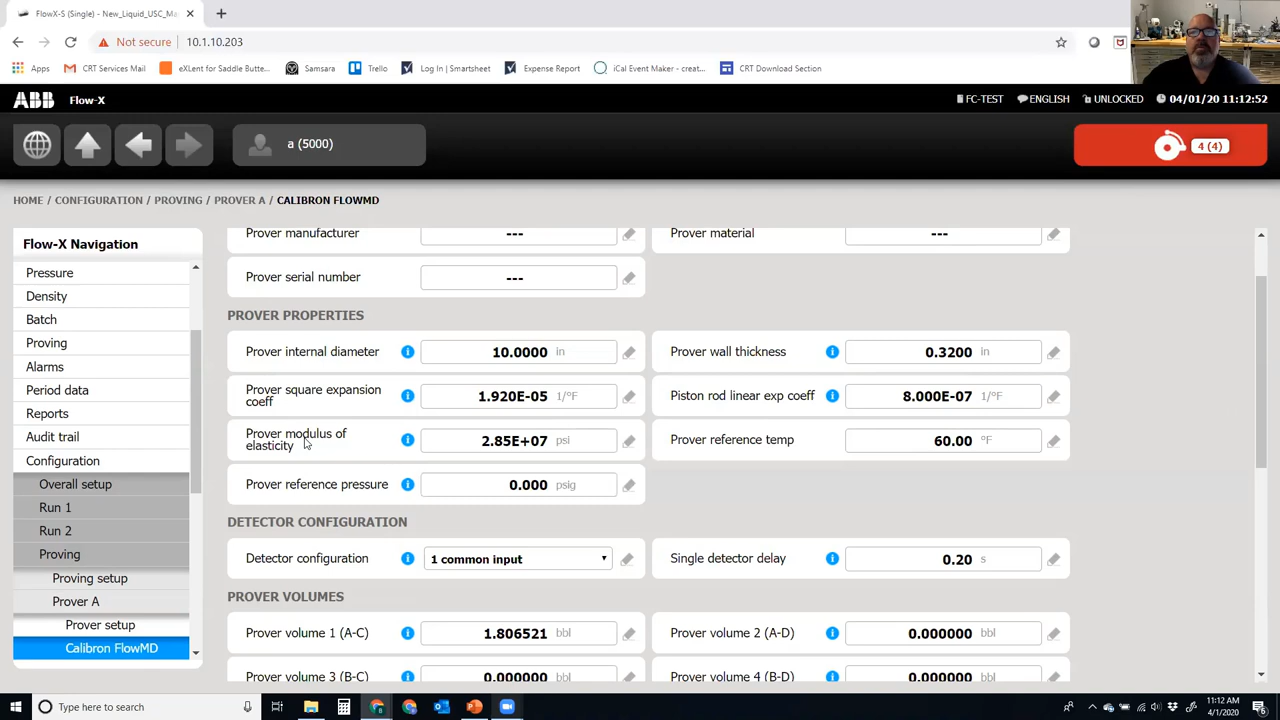 FlowX-S (Single) - New_Liquid_USC_Ma
Not secure
10.1.10.203
Apps
CRT Services Mail
eXLent for Saddle Butte...
Samsara
Trello
Log In | Smartsheet
Expense Report
iCal Event Maker - creat...
CRT Download Section
ABB
Flow-X
FC-TEST
ENGLISH
UNLOCKED
04/01/20 11:12:52
a (5000)
4 (4)
HOME / CONFIGURATION / PROVING / PROVER A / CALIBRON FLOWMD
Flow-X Navigation
Pressure
Density
Batch
Proving
Alarms
Period data
Reports
Audit trail
Configuration
Overall setup
Run 1
Run 2
Proving
Proving setup
Prover A
Prover setup
Calibron FlowMD
Prover manufacturer ---
Prover material ---
Prover serial number ---
PROVER PROPERTIES
Prover internal diameter 10.0000 in
Prover wall thickness 0.3200 in
Prover square expansion
coeff
1.920E-05 1/°F
Piston rod linear exp coeff 8.000E-07 1/°F
Prover modulus of
elasticity
2.85E+07 psi
Prover reference temp 60.00 °F
Prover reference pressure 0.000 psig
DETECTOR CONFIGURATION
Detector configuration 1 common input
Single detector delay 0.20 s
PROVER VOLUMES
Prover volume 1 (A-C) 1.806521 bbl
Prover volume 2 (A-D) 0.000000 bbl
Prover volume 3 (B-C) 0.000000 bbl
Prover volume 4 (B-D) 0.000000 bbl
Type here to search
11:12 AM
4/1/2020